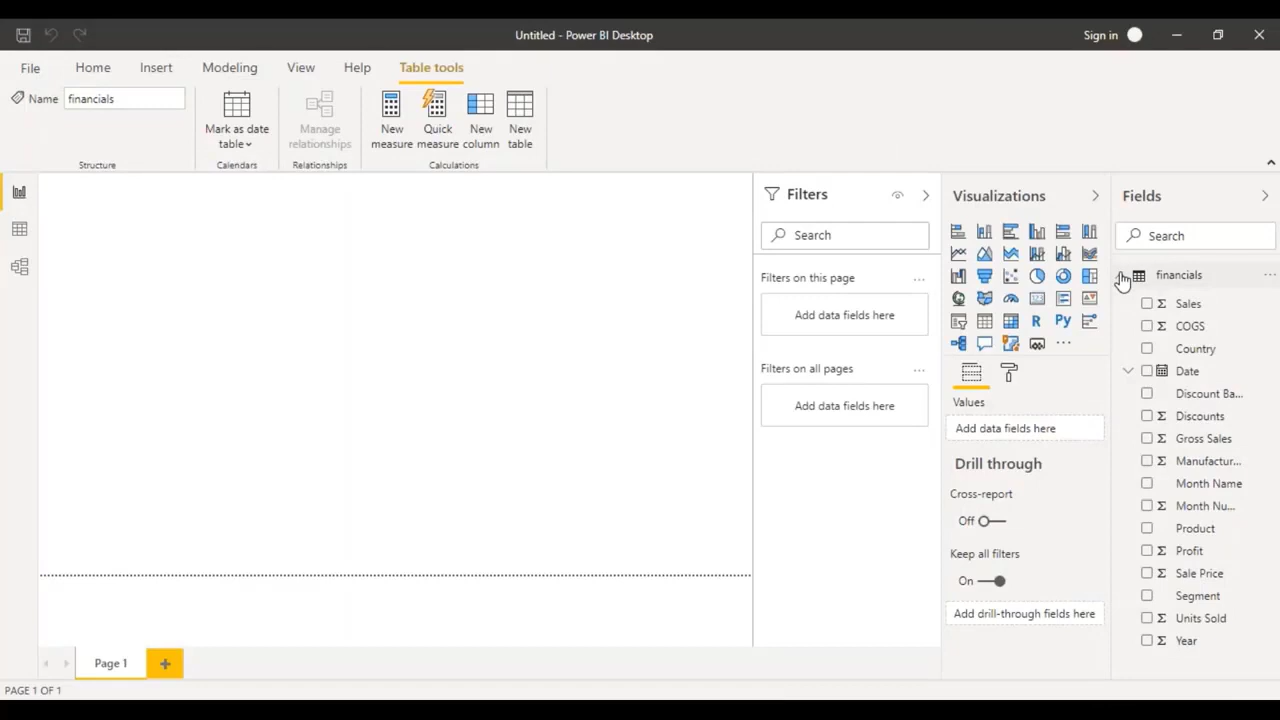 Untitled - Power BI Desktop
Sign in
File
Home
Insert
Modeling
View
Help
Table tools
Name
financials
Mark as date
table
Manage
relationships
New
measure
Quick
measure
New
column
New
table
Structure
Calendars
Relationships
Calculations
Filters
Search
Filters on this page
...
Add data fields here
Filters on all pages
...
Add data fields here
Visualizations
R
Py
...
Values
Add data fields here
Drill through
Cross-report
Off
Keep all filters
On
Add drill-through fields here
Fields
Search
financials
...
Σ Sales
Σ COGS
Country
Date
Discount Ba...
Σ Discounts
Σ Gross Sales
Σ Manufactur...
Month Name
Σ Month Nu...
Product
Σ Profit
Σ Sale Price
Segment
Σ Units Sold
Σ Year
Page 1
+
PAGE 1 OF 1